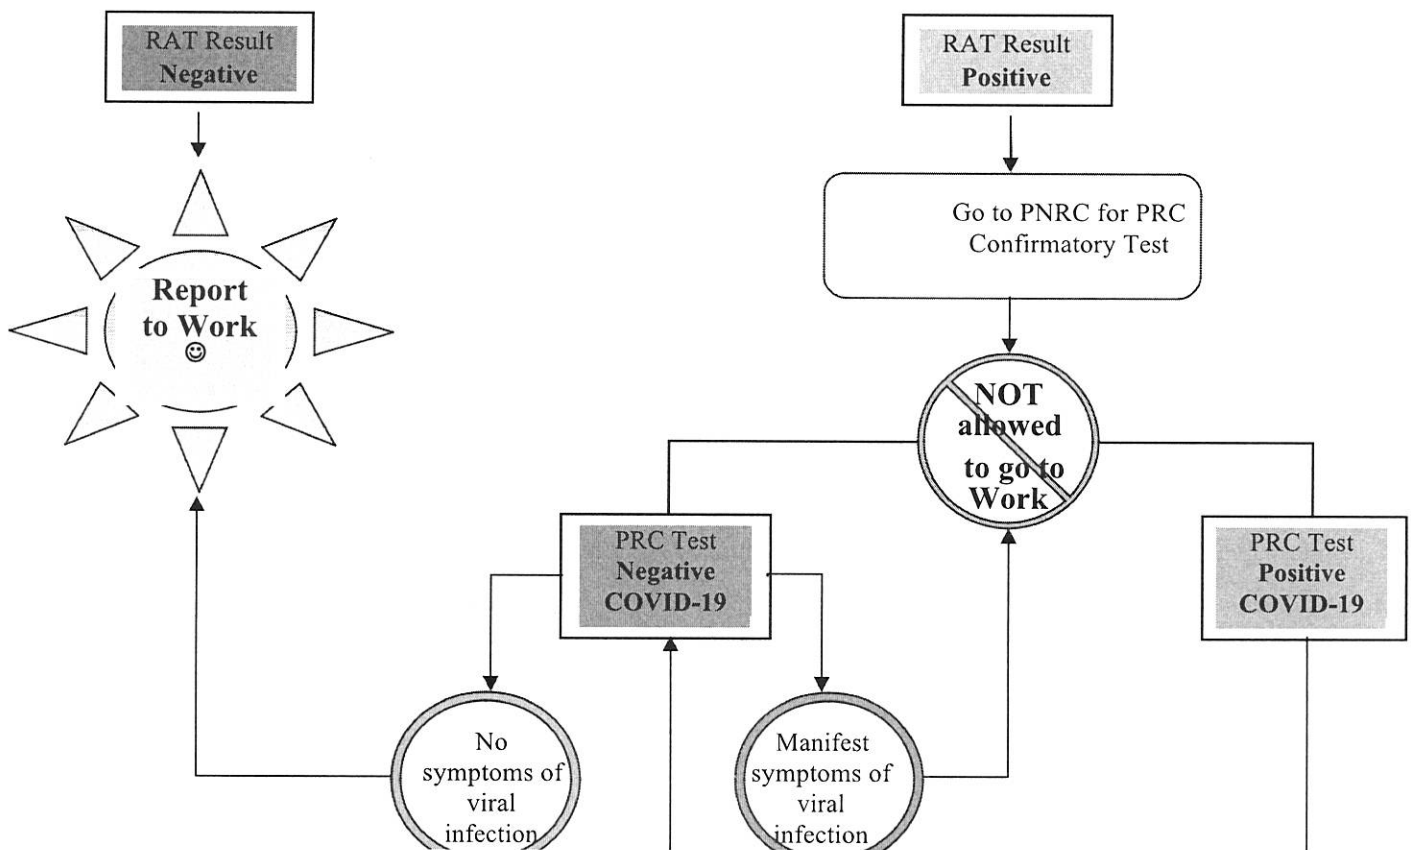 RAT Result
Negative
RAT Result
Positive
Go to PNRC for PRC
Confirmatory Test
Report
to Work
☺
NOT
allowed
to go to
Work
PRC Test
Negative
COVID-19
PRC Test
Positive
COVID-19
No
symptoms of
viral
infection
Manifest
symptoms of
viral
infection